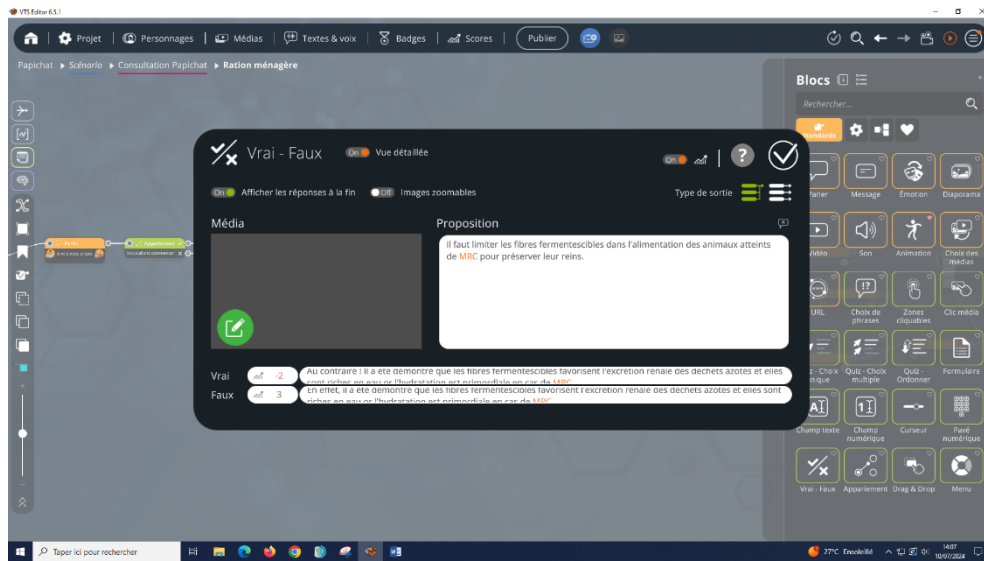 VTS Editor 6.5.1
Projet Personnages Médias Textes & voix Badges Scores Publier
Papichat Scénario Consultation Papichat Ration ménagère
Blocs
Rechercher...
Standards
Vrai - Faux On Vue détaillée On ?
On Afficher les réponses à la fin Off Images zoomables Type de sortie
Média Proposition
Il faut limiter les fibres fermentescibles dans l'alimentation des animaux atteints
de MRC pour préserver leur reins.
Vrai -2 Au contraire ! Il a été démontré que les fibres fermentescibles favorisent l'excrétion rénale des déchets azotés et elles
sont riches en eau or l'hydratation est primordiale en cas de MRC
Faux 3 En effet, il a été démontré que les fibres fermentescibles favorisent l'excrétion rénale des déchets azotés et elles sont
riches en eau or l'hydratation est primordiale en cas de MRC
Parler Appariement
Parler Message Émotion Diaporama
Vidéo Son Animation Choix des
médias
URL Choix de
phrases Zones
cliquables Clic média
Quiz - Choix
multiple Quiz -
Ordonner Formulaire
Champ texte Champ
numérique Curseur Pavé
numérique
Vrai - Faux Appariement Drag & Drop Menu
Taper ici pour rechercher
27°C Ensoleillé
14:07
10/07/2024